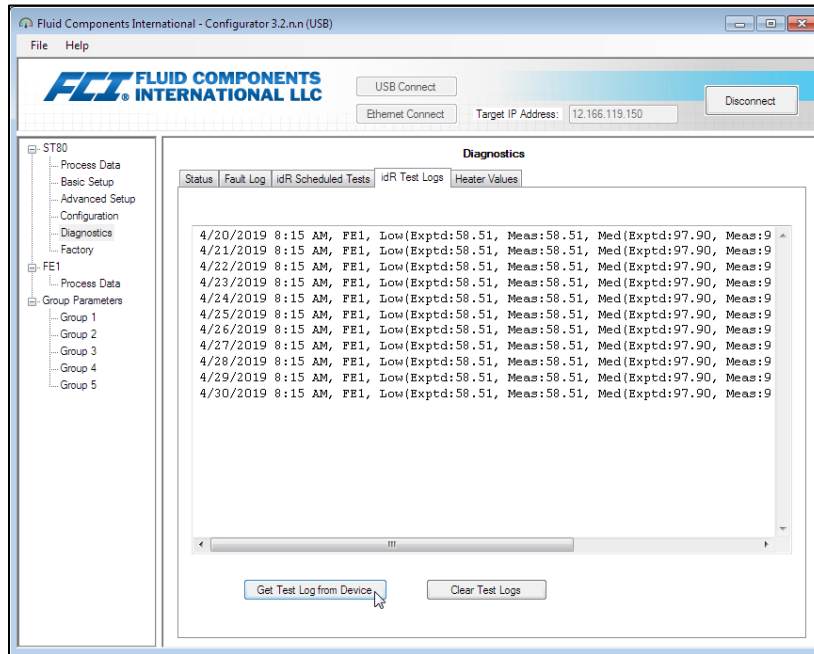 Fluid Components International - Configurator 3.2.n.n (USB)
File Help
FCI ® FLUID COMPONENTS
INTERNATIONAL LLC
USB Connect
Ethernet Connect Target IP Address: 12.166.119.150
Disconnect
ST80
Process Data
Basic Setup
Advanced Setup
Configuration
Diagnostics
Factory
FE1
Process Data
Group Parameters
Group 1
Group 2
Group 3
Group 4
Group 5
Diagnostics
Status Fault Log idR Scheduled Tests idR Test Logs Heater Values
4/20/2019 8:15 AM, FE1, Low(Exptd:58.51, Meas:58.51, Med(Exptd:97.90, Meas:9
4/21/2019 8:15 AM, FE1, Low(Exptd:58.51, Meas:58.51, Med(Exptd:97.90, Meas:9
4/22/2019 8:15 AM, FE1, Low(Exptd:58.51, Meas:58.51, Med(Exptd:97.90, Meas:9
4/23/2019 8:15 AM, FE1, Low(Exptd:58.51, Meas:58.51, Med(Exptd:97.90, Meas:9
4/24/2019 8:15 AM, FE1, Low(Exptd:58.51, Meas:58.51, Med(Exptd:97.90, Meas:9
4/25/2019 8:15 AM, FE1, Low(Exptd:58.51, Meas:58.51, Med(Exptd:97.90, Meas:9
4/26/2019 8:15 AM, FE1, Low(Exptd:58.51, Meas:58.51, Med(Exptd:97.90, Meas:9
4/27/2019 8:15 AM, FE1, Low(Exptd:58.51, Meas:58.51, Med(Exptd:97.90, Meas:9
4/28/2019 8:15 AM, FE1, Low(Exptd:58.51, Meas:58.51, Med(Exptd:97.90, Meas:9
4/29/2019 8:15 AM, FE1, Low(Exptd:58.51, Meas:58.51, Med(Exptd:97.90, Meas:9
4/30/2019 8:15 AM, FE1, Low(Exptd:58.51, Meas:58.51, Med(Exptd:97.90, Meas:9
Get Test Log from Device Clear Test Logs